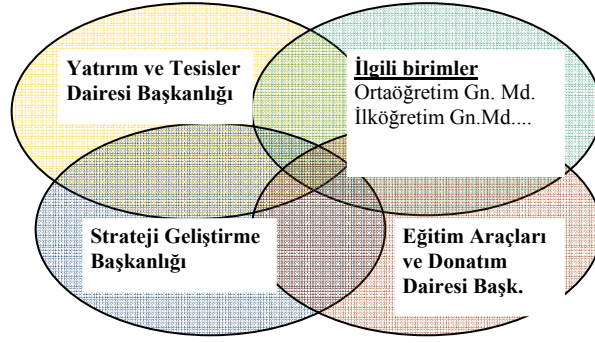 Yatırım ve Tesisler
Dairesi Başkanlığı
İlgili birimler
Ortaöğretim Gn. Md.
İlköğretim Gn.Md....
Strateji Geliştirme
Başkanlığı
Eğitim Araçları
ve Donatım
Dairesi Başk.